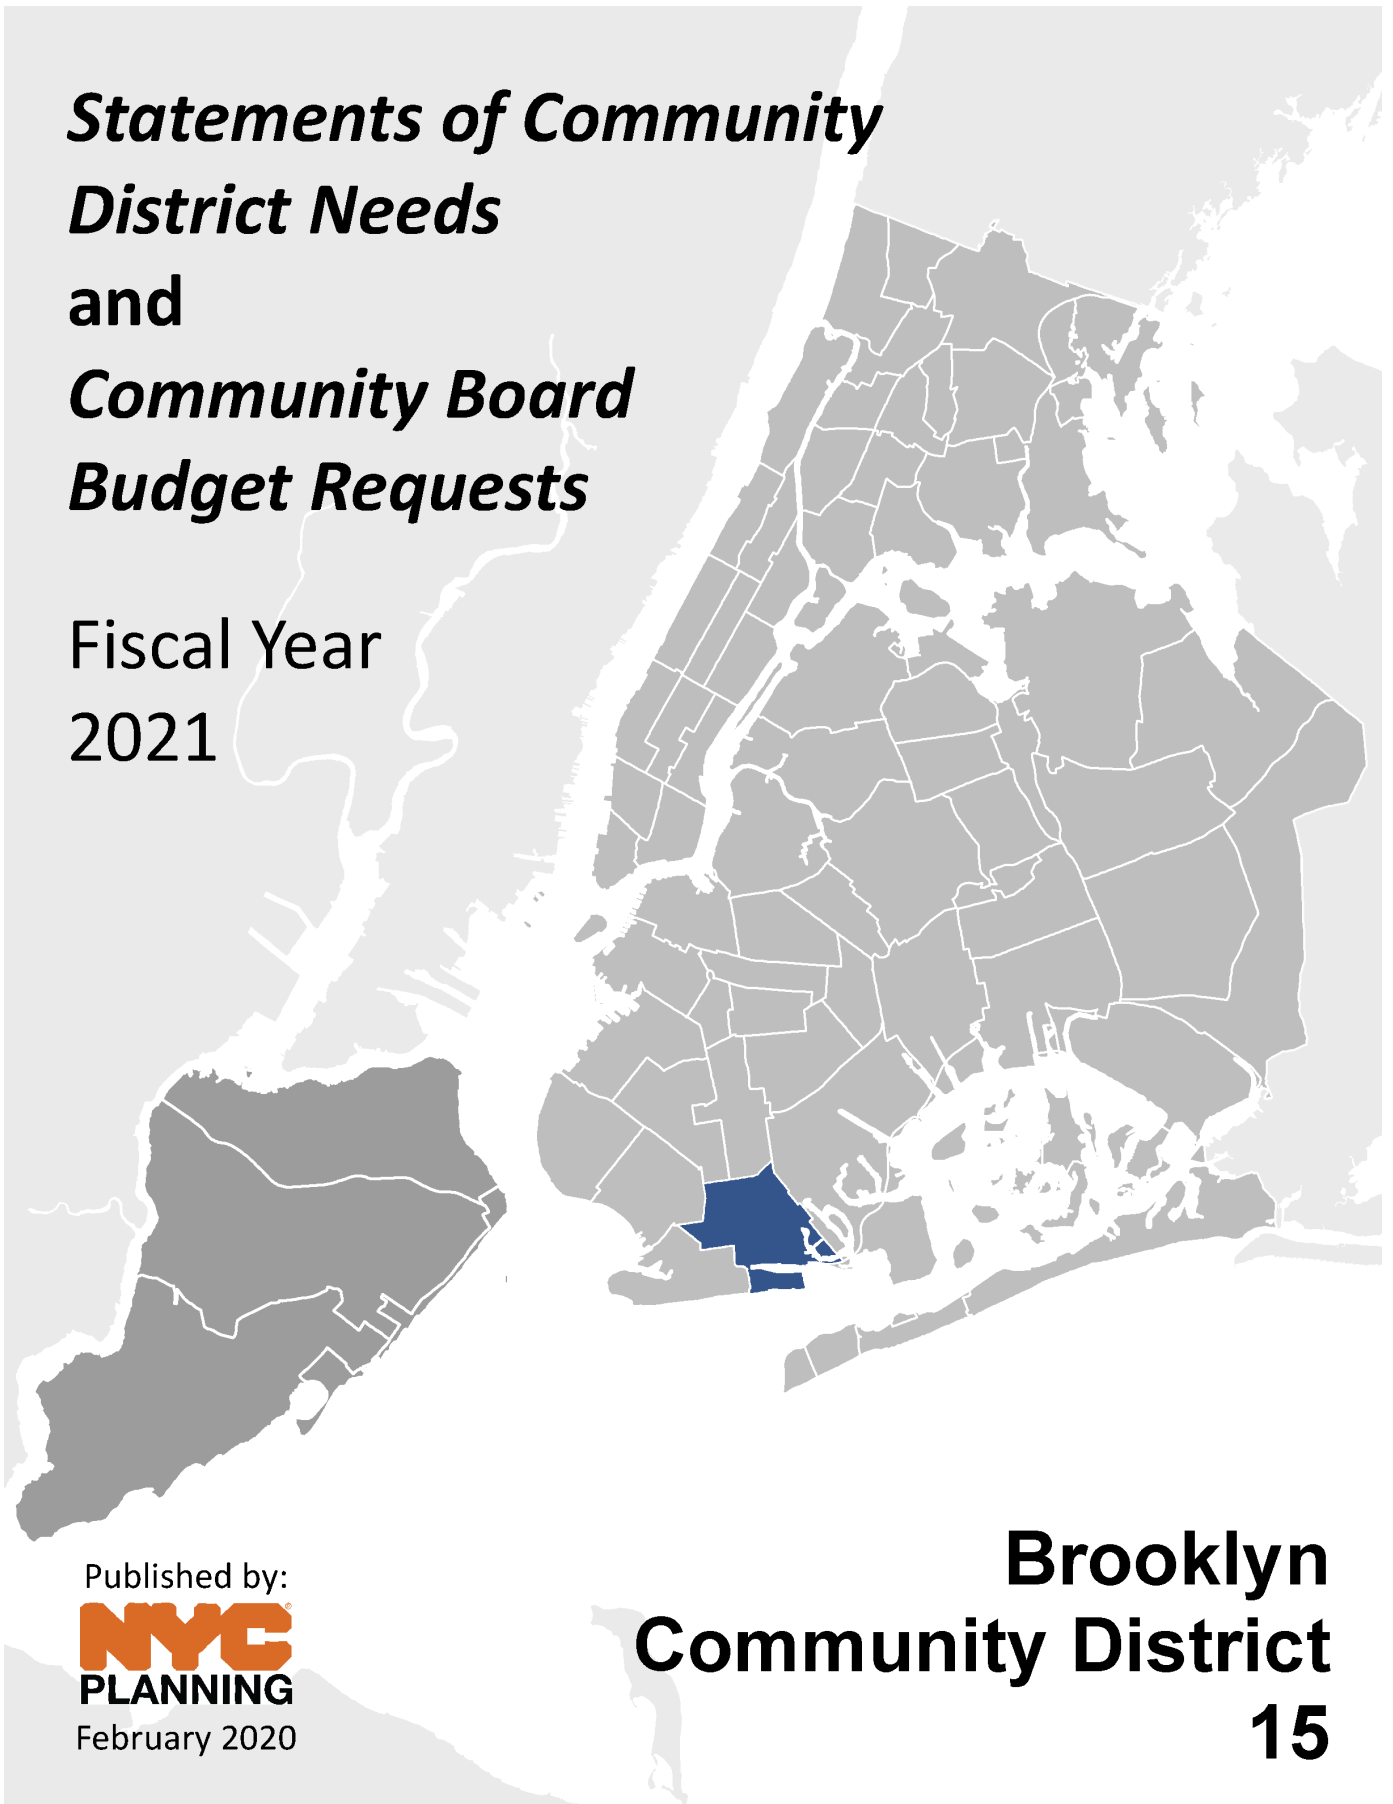 Statements of Community
District Needs
and
Community Board
Budget Requests
Fiscal Year
2021
Published by:
NYC®
PLANNING
February 2020
Brooklyn
Community District
15